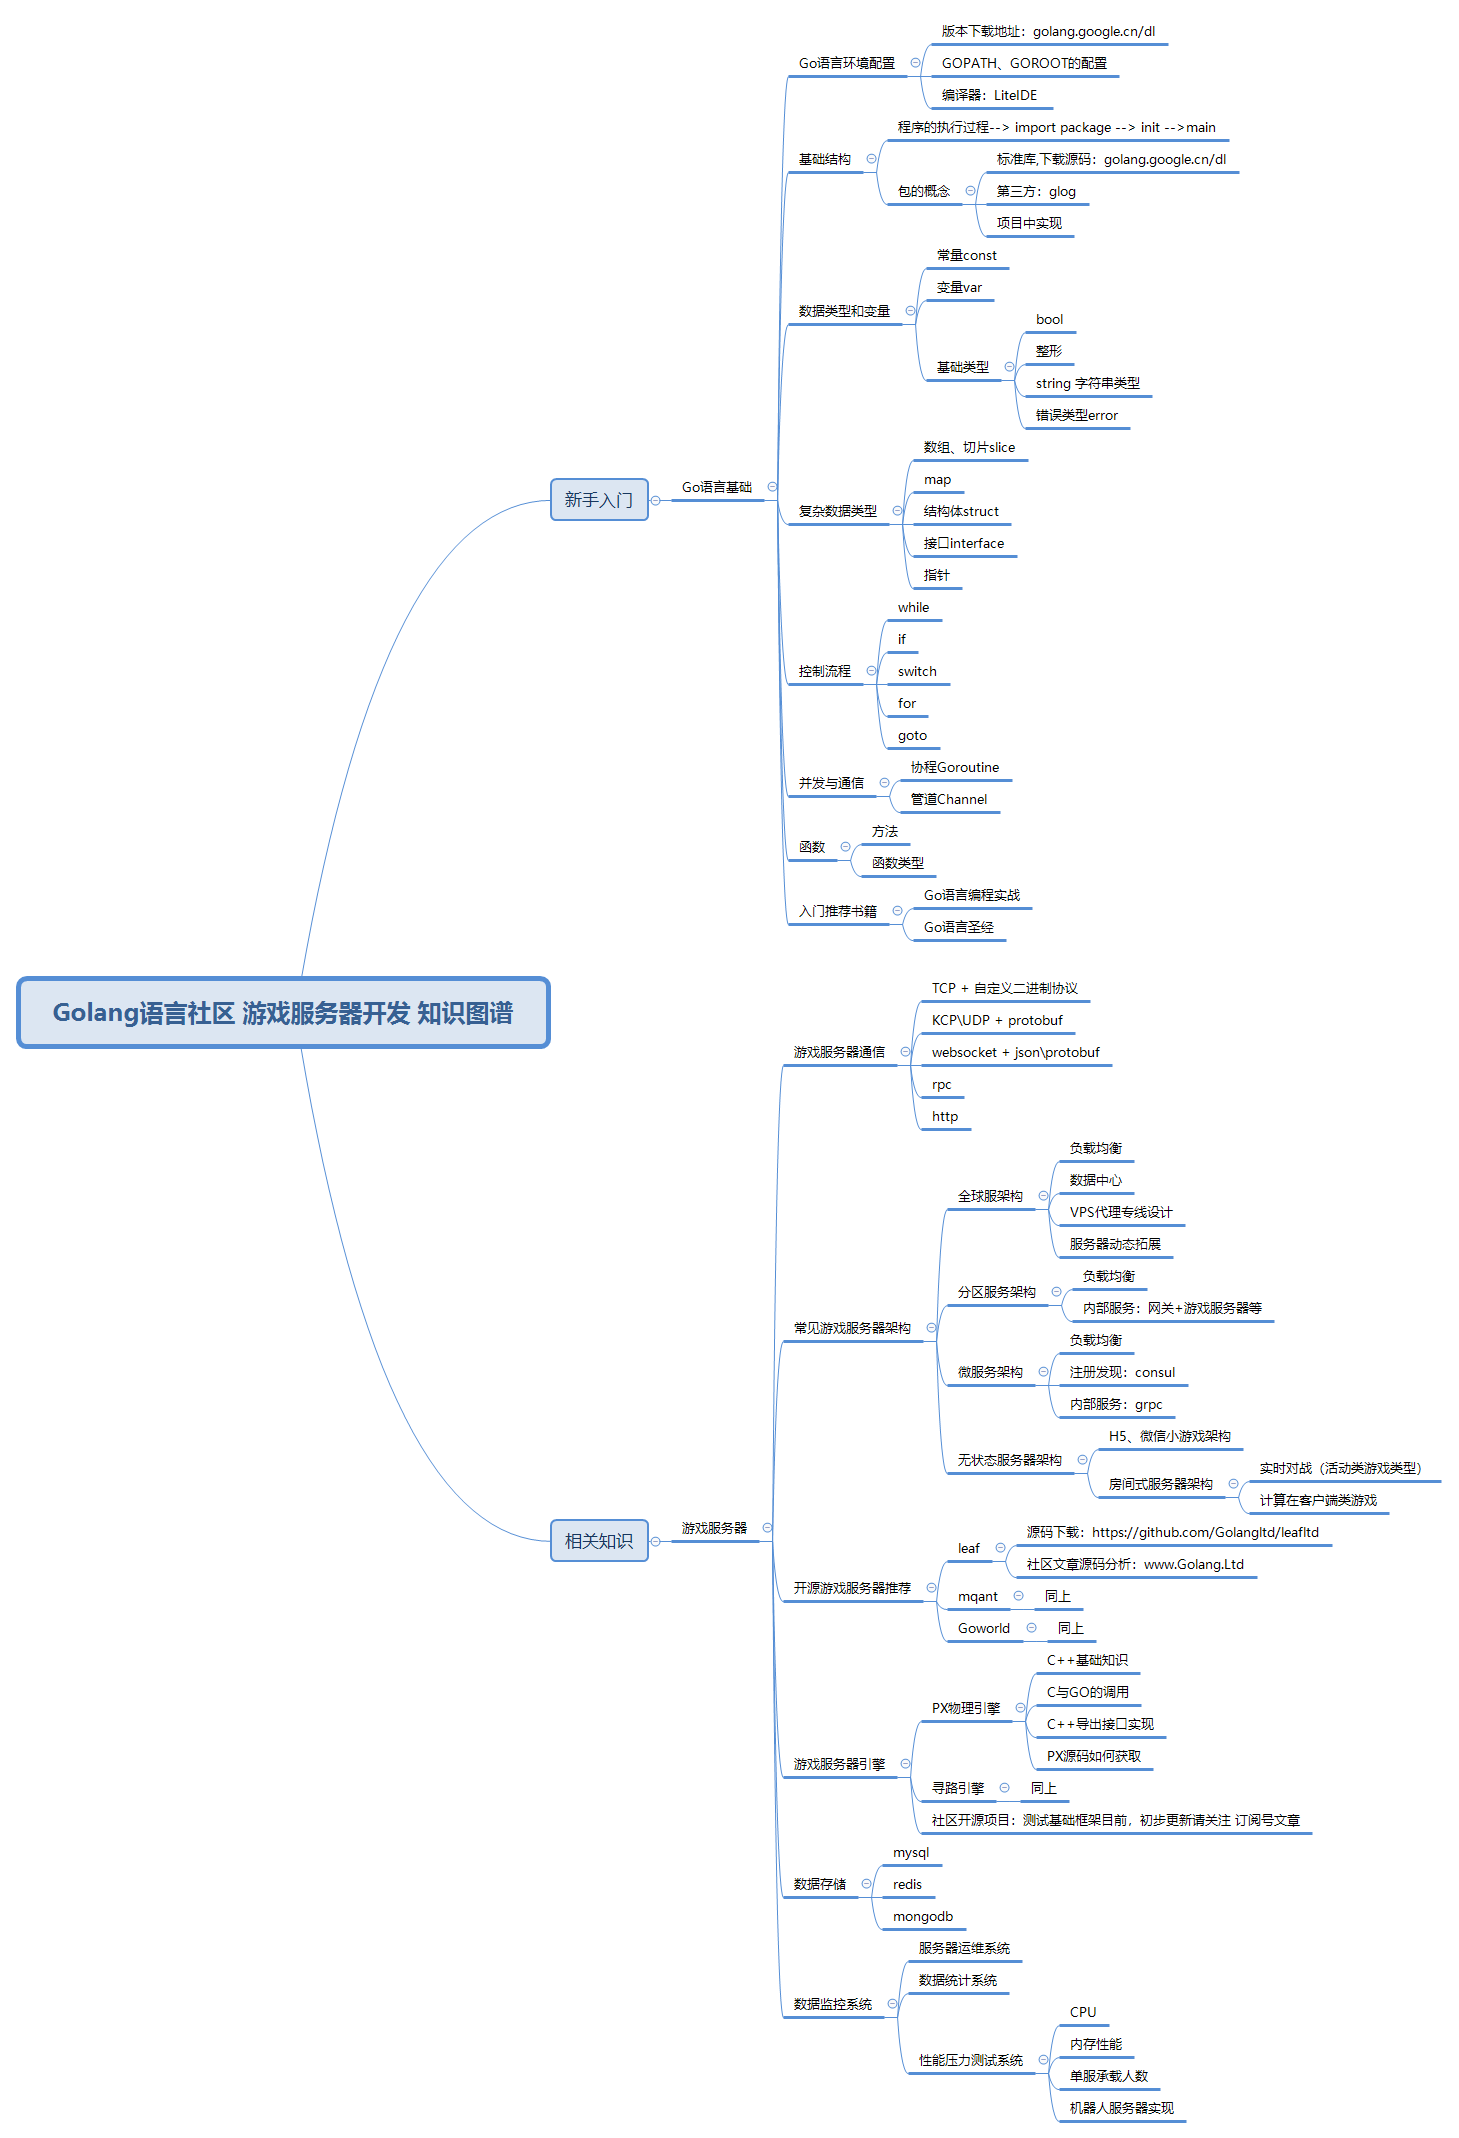 Golang语言社区 游戏服务器开发 知识图谱
新手入门
Go语言基础
Go语言环境配置
版本下载地址：golang.google.cn/dl
GOPATH、GOROOT的配置
编译器：LiteIDE
基础结构
程序的执行过程--> import package --> init -->main
包的概念
标准库,下载源码：golang.google.cn/dl
第三方：glog
项目中实现
数据类型和变量
常量const
变量var
基础类型
bool
整形
string 字符串类型
错误类型error
复杂数据类型
数组、切片slice
map
结构体struct
接口interface
指针
控制流程
while
if
switch
for
goto
并发与通信
协程Goroutine
管道Channel
函数
方法
函数类型
入门推荐书籍
Go语言编程实战
Go语言圣经
相关知识
游戏服务器
游戏服务器通信
TCP + 自定义二进制协议
KCP\UDP + protobuf
websocket + json\protobuf
rpc
http
常见游戏服务器架构
全球服架构
负载均衡
数据中心
VPS代理专线设计
服务器动态拓展
分区服务架构
负载均衡
内部服务：网关+游戏服务器等
微服务架构
负载均衡
注册发现：consul
内部服务：grpc
无状态服务器架构
H5、微信小游戏架构
房间式服务器架构
实时对战（活动类游戏类型）
计算在客户端类游戏
开源游戏服务器推荐
leaf
源码下载：https://github.com/Golangltd/leafltd
社区文章源码分析：www.Golang.Ltd
mqant
同上
Goworld
同上
游戏服务器引擎
PX物理引擎
C++基础知识
C与GO的调用
C++导出接口实现
PX源码如何获取
寻路引擎
同上
社区开源项目：测试基础框架目前，初步更新请关注 订阅号文章
数据存储
mysql
redis
mongodb
数据监控系统
服务器运维系统
数据统计系统
性能压力测试系统
CPU
内存性能
单服承载人数
机器人服务器实现